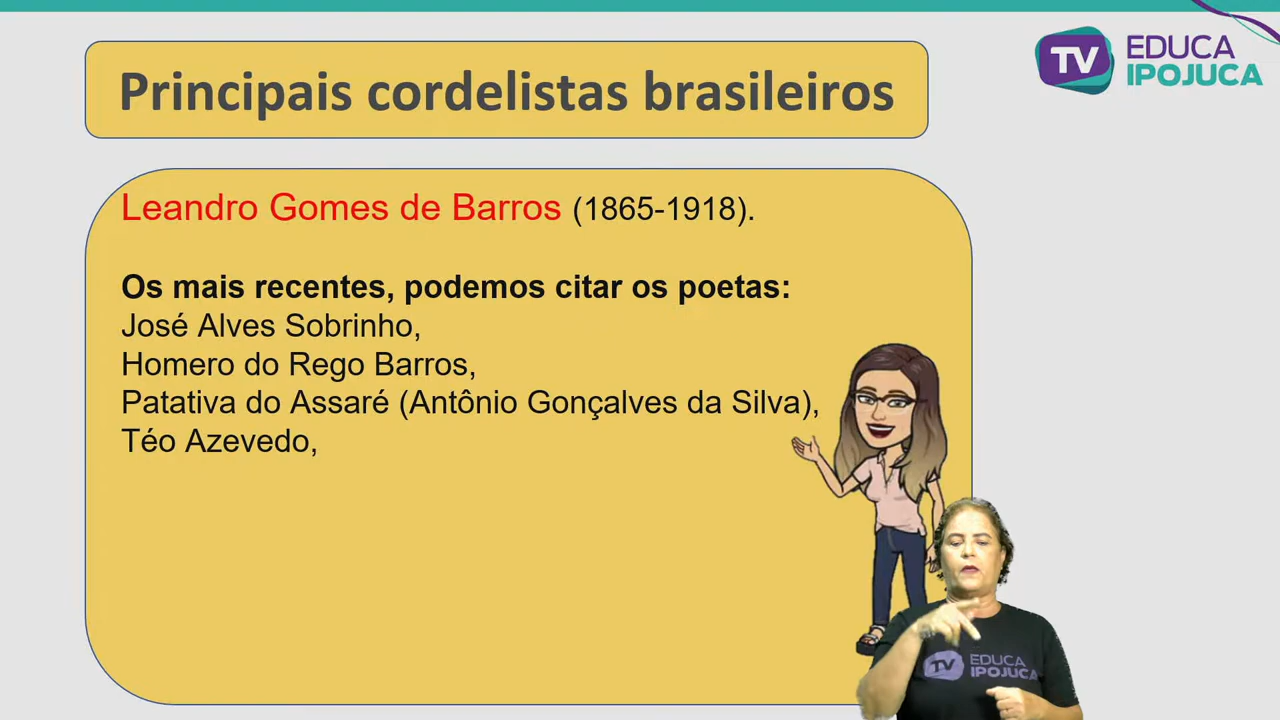 Principais cordelistas brasileiros
TV EDUCA
IPOJUCA
Leandro Gomes de Barros (1865-1918).
Os mais recentes, podemos citar os poetas:
José Alves Sobrinho,
Homero do Rego Barros,
Patativa do Assaré (Antônio Gonçalves da Silva),
Téo Azevedo,
TV EDUCA
IPOJUCA